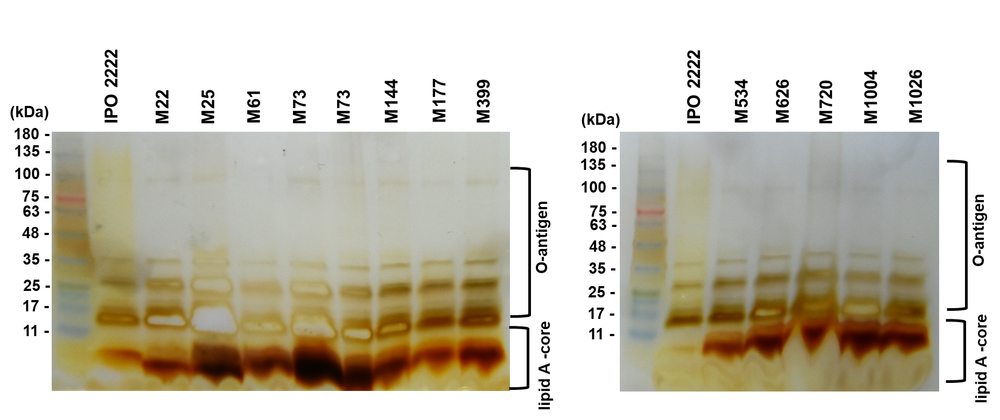 IPO 2222
M22
M25
M61
M73
M73
M144
M177
M399
(kDa)
180 -
135 -
100 -
75 -
63 -
48 -
35 -
25 -
17 -
11 -
O-antigen
lipid A -core
IPO 2222
M534
M626
M720
M1004
M1026
(kDa)
180 -
135 -
100 -
75 -
63 -
48 -
35 -
25 -
17 -
11 -
O-antigen
lipid A -core